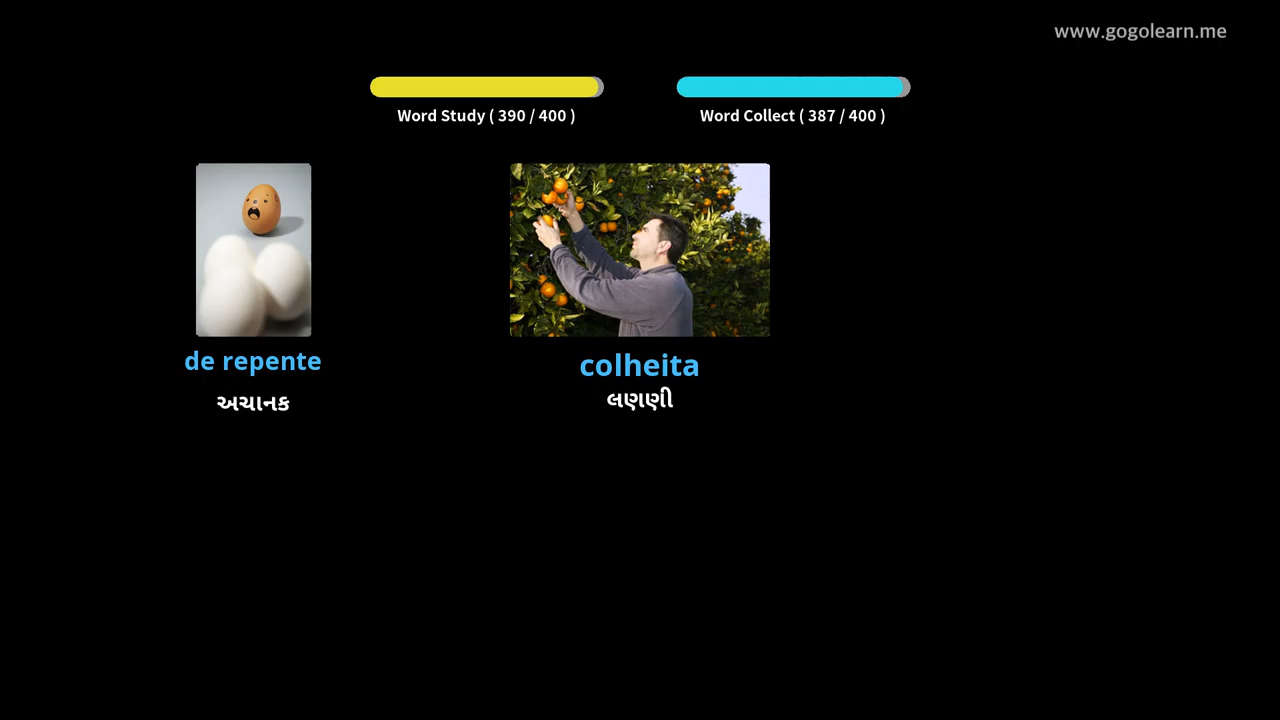 www.gogolearn.me
Word Study ( 390 / 400 )
Word Collect ( 387 / 400 )
de repente
અચાનક
colheita
લણણી